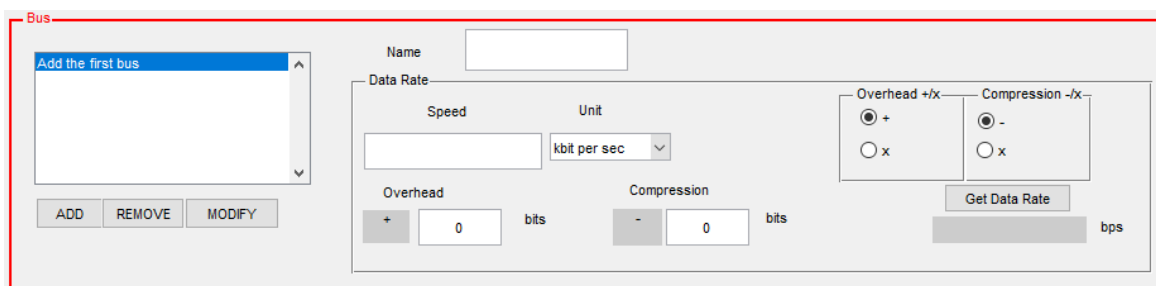 Bus
Add the first bus
ADD REMOVE MODIFY
Name
Data Rate
Speed Unit
kbit per sec
Overhead +/x Compression -/x
+ -
x x
Overhead Compression
+ 0 bits - 0 bits
Get Data Rate
bps